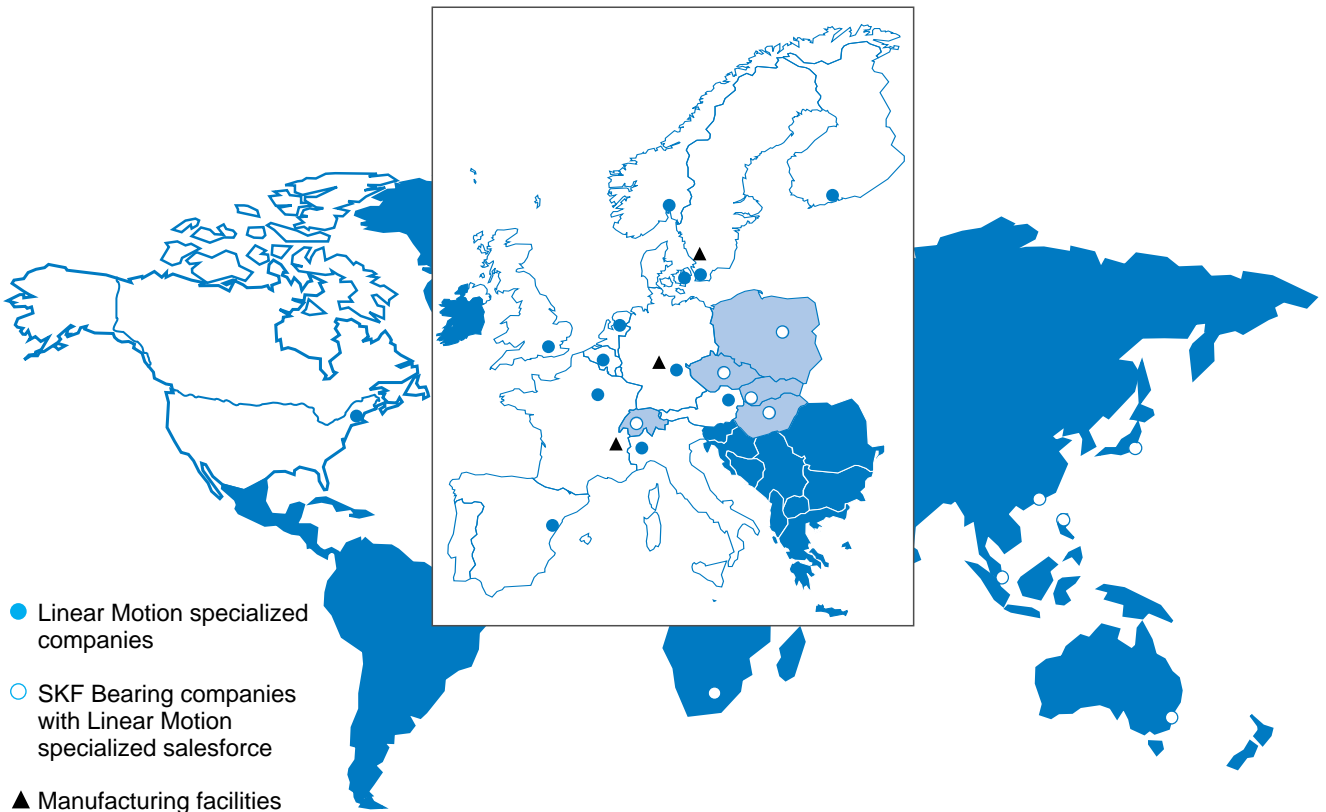 Linear Motion specialized
companies
SKF Bearing companies
with Linear Motion
specialized salesforce
Manufacturing facilities